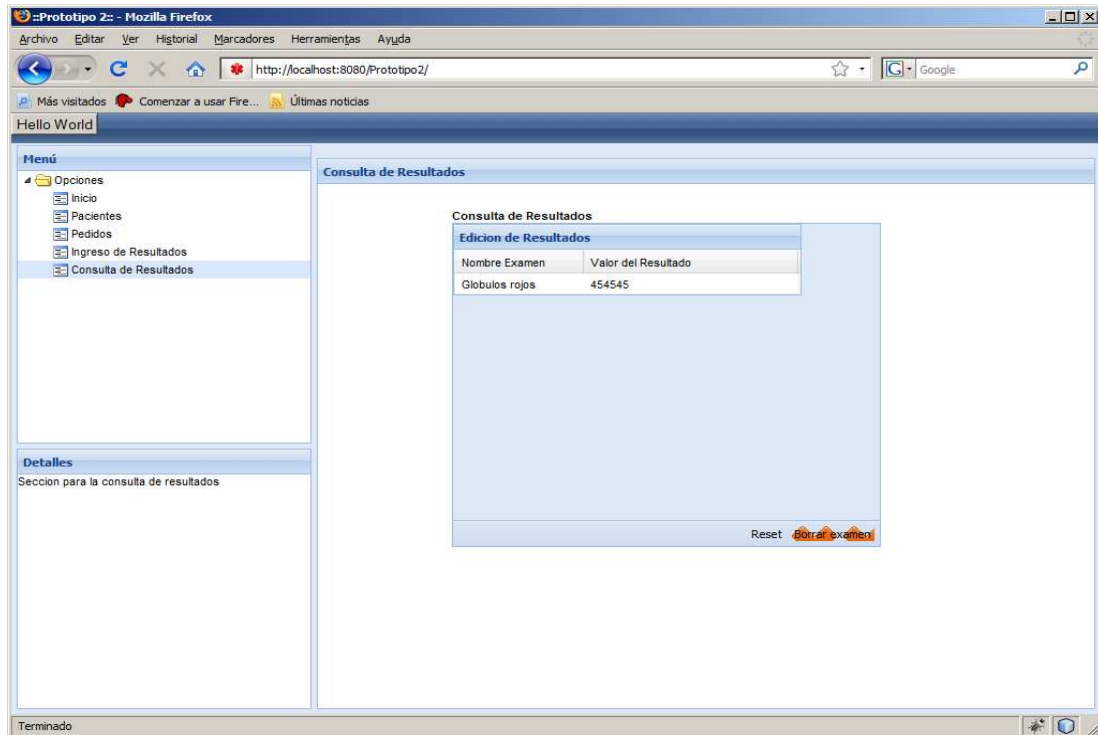 ::Prototipo 2:: - Mozilla Firefox
Archivo Editar Ver Historial Marcadores Herramientas Ayuda
http://localhost:8080/Prototipo2/
G Google
Más visitados Comenzar a usar Fire... Últimas noticias
Hello World
Menú
Opciones
Inicio
Pacientes
Pedidos
Ingreso de Resultados
Consulta de Resultados
Detalles
Seccion para la consulta de resultados
Consulta de Resultados
Consulta de Resultados
Edicion de Resultados
Nombre Examen Valor del Resultado
Globulos rojos 454545
Reset Borrar examen
Terminado